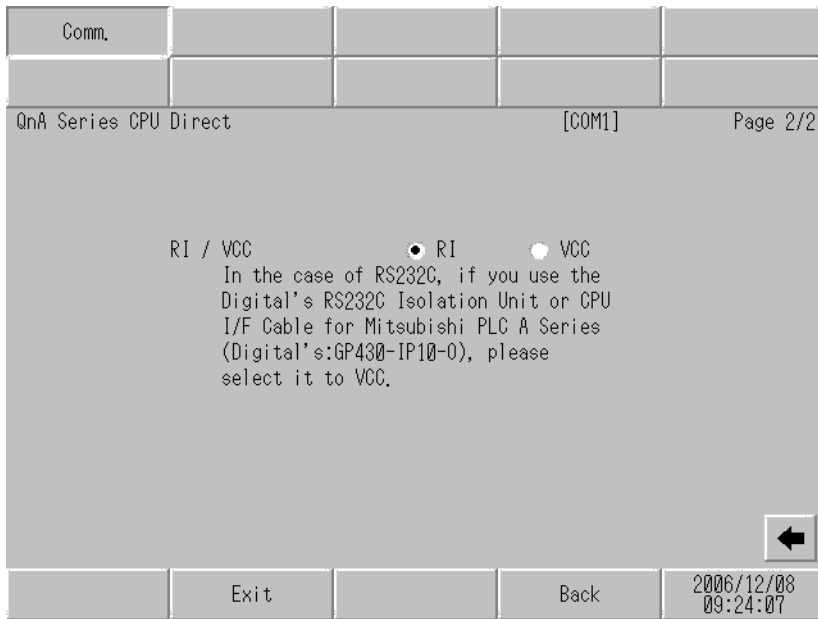 Comm.
QnA Series CPU Direct [COM1] Page 2/2
RI / VCC RI VCC
In the case of RS232C, if you use the
Digital's RS232C Isolation Unit or CPU
I/F Cable for Mitsubishi PLC A Series
(Digital's:GP430-IP10-O), please
select it to VCC.
Exit Back 2006/12/08
09:24:07